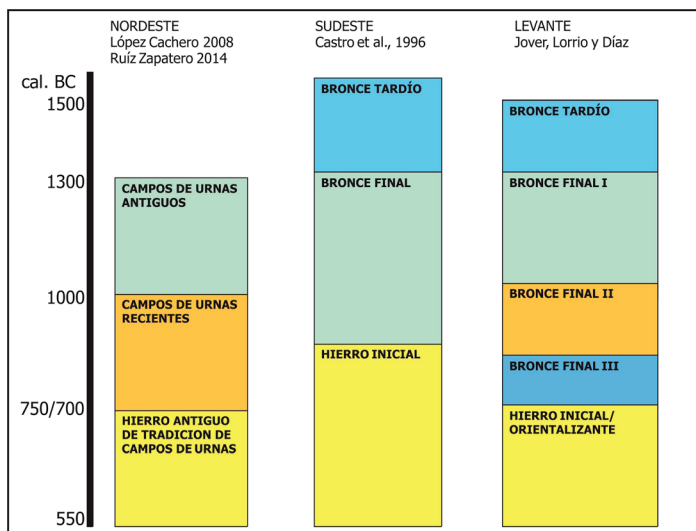 NORDESTE
López Cachero 2008
Ruíz Zapatero 2014
SUDESTE
Castro et al., 1996
LEVANTE
Jover, Lorrio y Díaz
cal. BC
1500
1300
1000
750/700
550
CAMPOS DE URNAS
ANTIGUOS
CAMPOS DE URNAS
RECIENTES
HIERRO ANTIGUO
DE TRADICION DE
CAMPOS DE URNAS
BRONCE TARDÍO
BRONCE FINAL
HIERRO INICIAL
BRONCE TARDÍO
BRONCE FINAL I
BRONCE FINAL II
BRONCE FINAL III
HIERRO INICIAL/
ORIENTALIZANTE